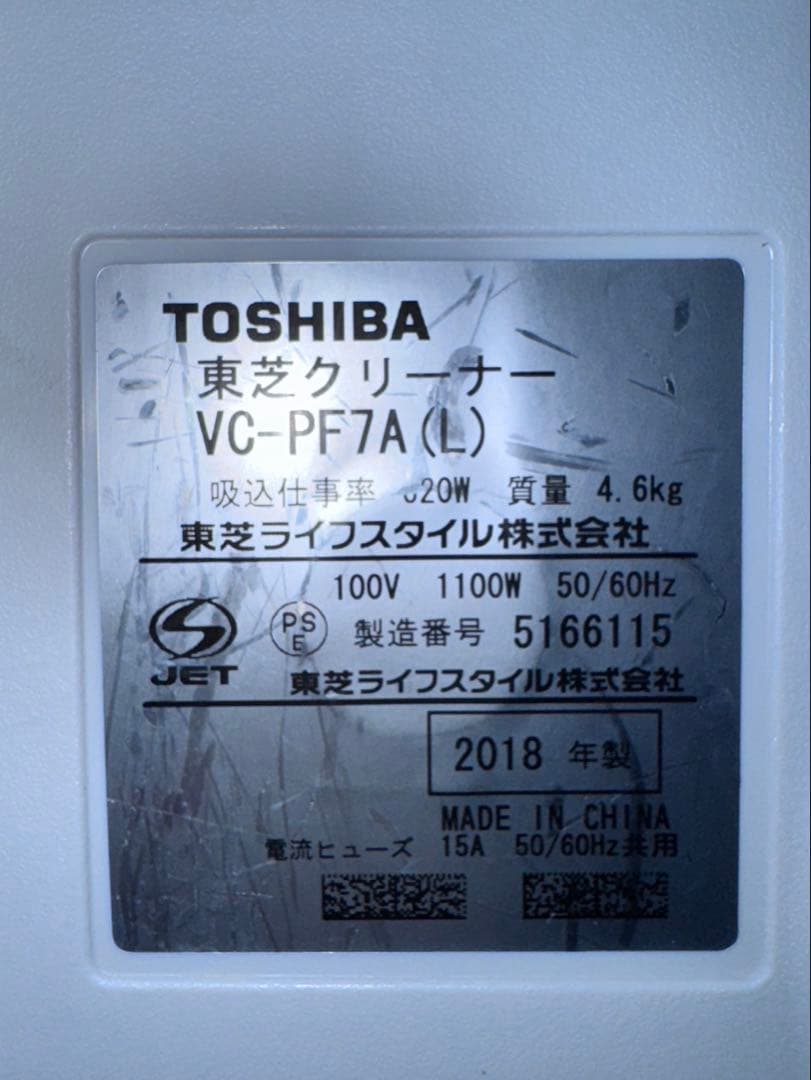 TOSHIBA
東芝クリーナー
VC-PF7A(L)
吸込仕事率 質量 4.6kg
東芝ライフスタイル株式会社
100V 1100W 50/60Hz
JET PSE 製造番号 5166115
東芝ライフスタイル株式会社
2018 年製
MADE IN CHINA
電流ヒューズ 15A 50/60Hz共用